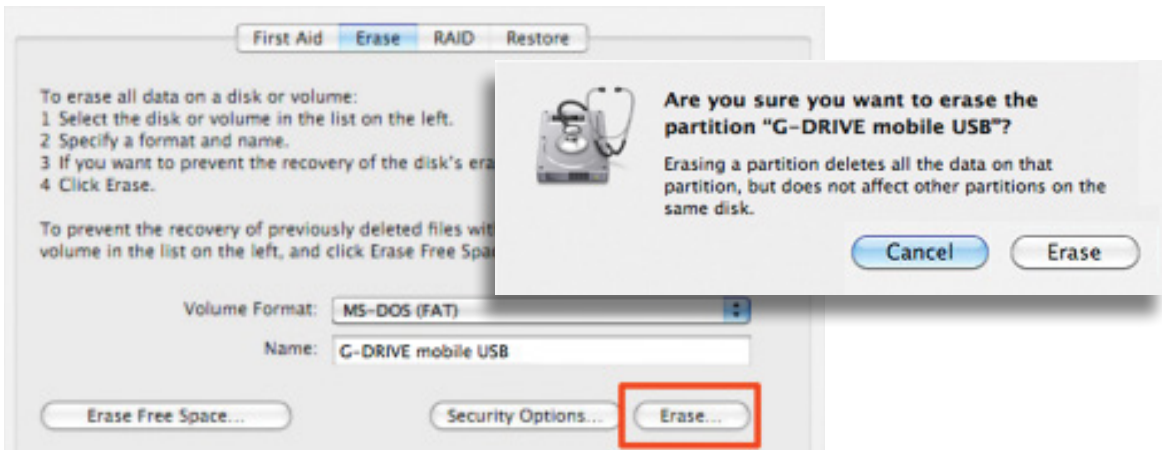 First Aid Erase RAID Restore
To erase all data on a disk or volume:
1 Select the disk or volume in the list on the left.
2 Specify a format and name.
3 If you want to prevent the recovery of the disk's era
4 Click Erase.
To prevent the recovery of previously deleted files wit
volume in the list on the left, and click Erase Free Spa
Volume Format: MS-DOS (FAT)
Name: G-DRIVE mobile USB
Erase Free Space... Security Options... Erase...
Are you sure you want to erase the
partition “G-DRIVE mobile USB”?
Erasing a partition deletes all the data on that
partition, but does not affect other partitions on the
same disk.
Cancel Erase